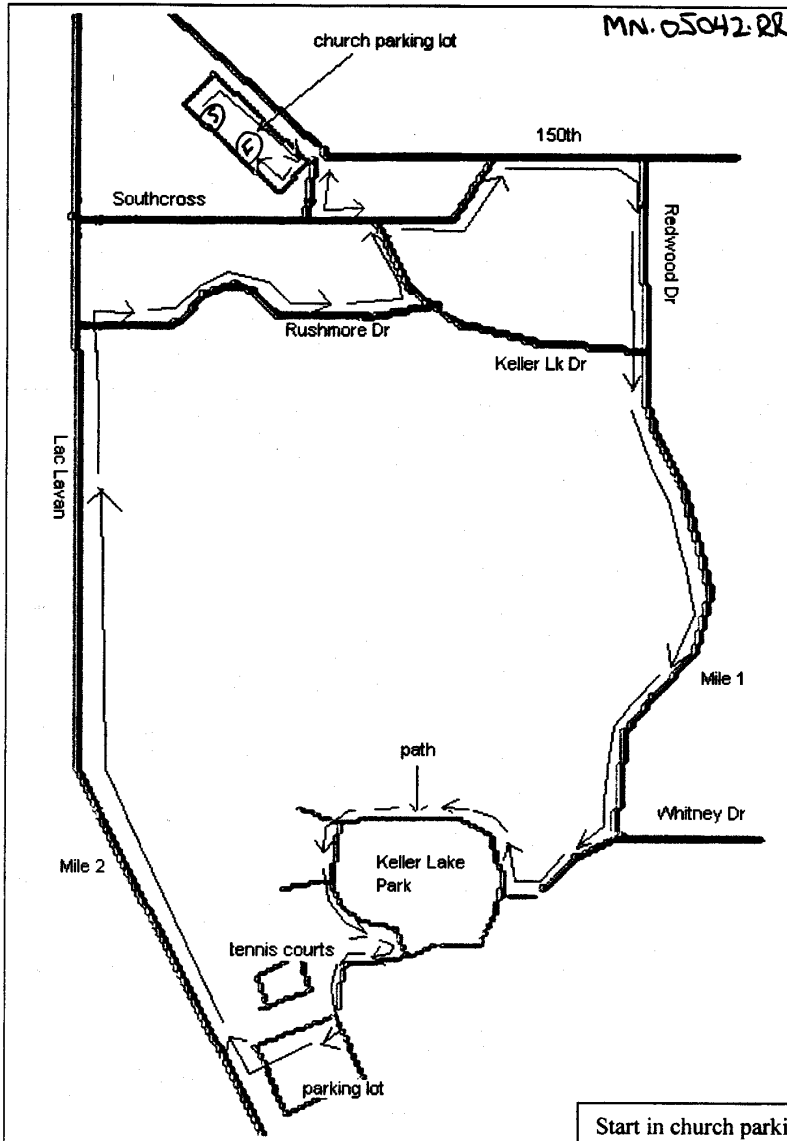 MN. 05042. RR
church parking lot
S
F
150th
Southcross
Redwood Dr
Rushmore Dr
Keller Lk Dr
Lac Lavan
Mile 1
path
Whitney Dr
Keller Lake
Park
Mile 2
tennis courts
parking lot
Start in church parki